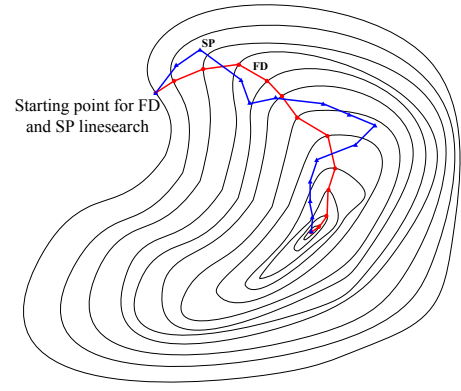 SP
FD
Starting point for FD
and SP linesearch